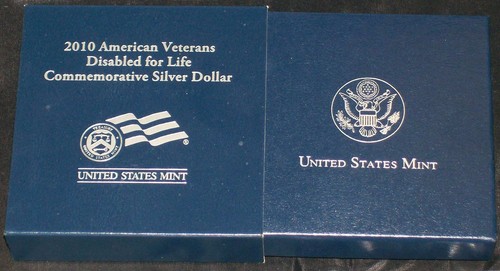 2010 American Veterans
Disabled for Life
Commemorative Silver Dollar
®
UNITED STATES MINT
UNITED STATES MINT